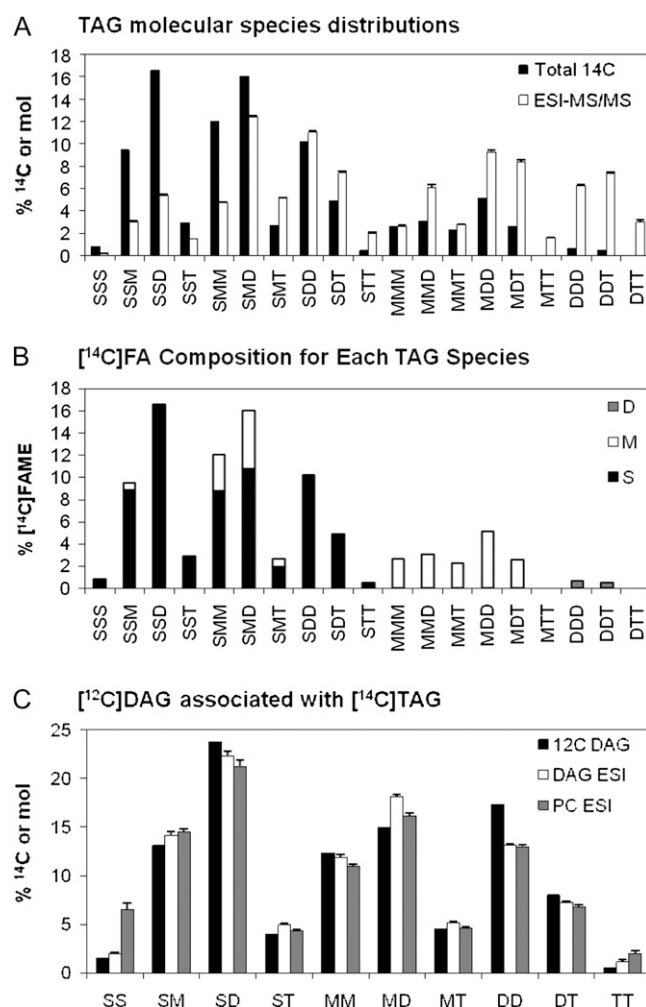 A TAG molecular species distributions
% ¹⁴C or mol
18
16
14
12
10
8
6
4
2
0
Total 14C
ESI-MS/MS
SSS SSM SSD SST SMM SMD SMT SDD SDT STT MMM MMD MMT MDD MDT MTT DDD DDT DTT
B [¹⁴C]FA Composition for Each TAG Species
% [¹⁴C]FAME
18
16
14
12
10
8
6
4
2
0
D
M
S
SSS SSM SSD SST SMM SMD SMT SDD SDT STT MMM MMD MMT MDD MDT MTT DDD DDT DTT
C [¹²C]DAG associated with [¹⁴C]TAG
% ¹⁴C or mol
25
20
15
10
5
0
12C DAG
DAG ESI
PC ESI
SS SM SD ST MM MD MT DD DT TT